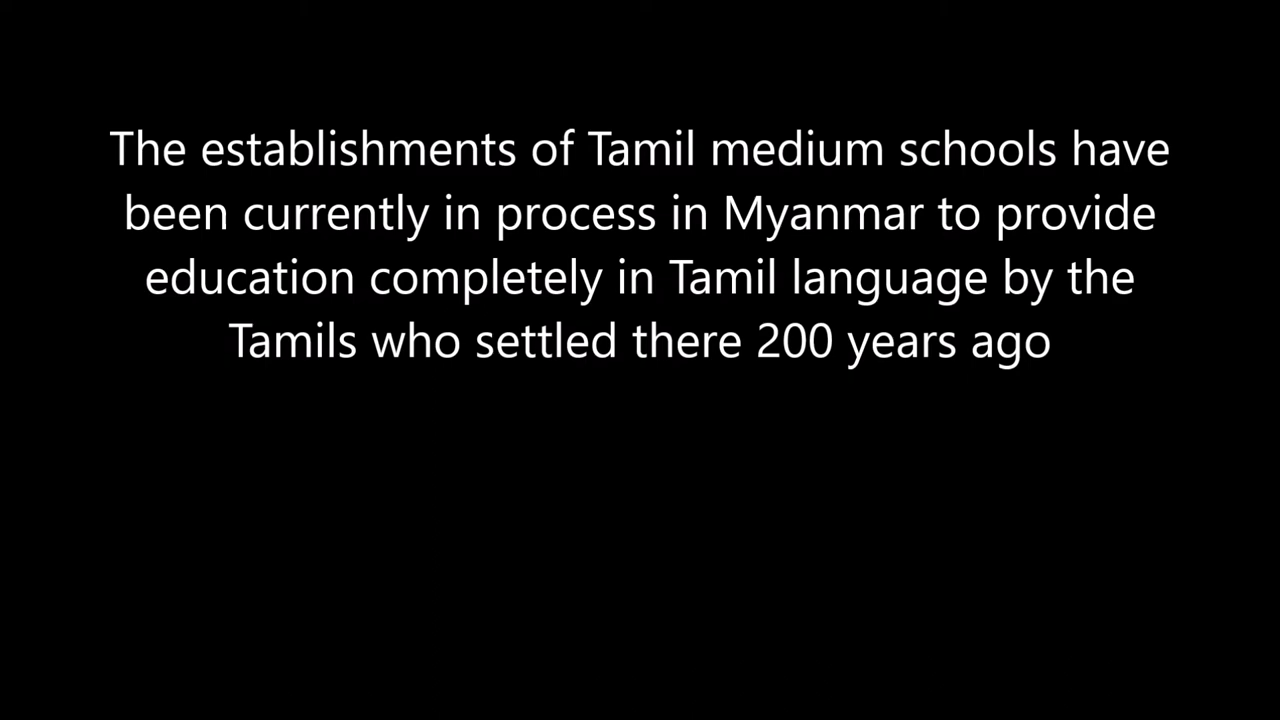 The establishments of Tamil medium schools have
been currently in process in Myanmar to provide
education completely in Tamil language by the
Tamils who settled there 200 years ago